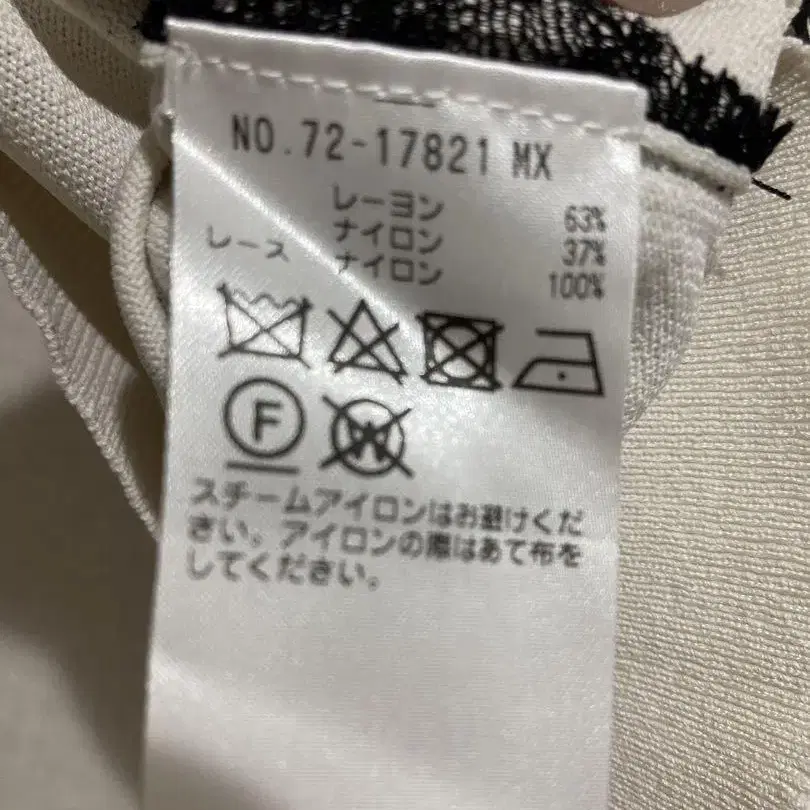 NO.72-17821 MX
レーヨン 63%
ナイロン 37%
レース ナイロン 100%
F W
スチームアイロンはお避けくだ
さい。アイロンの際はあて布を
してください。